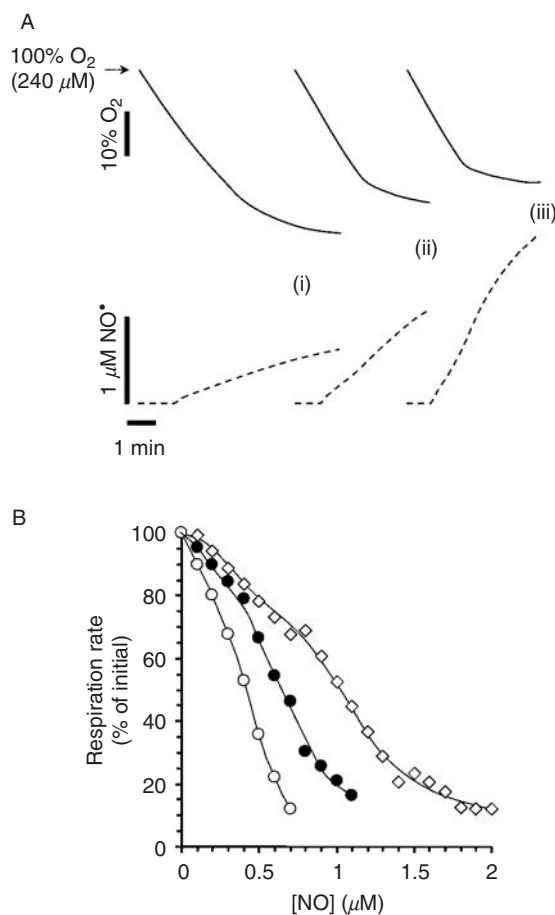 A
100% O2
(240 µM)
10% O2
(i)
(ii)
(iii)
1 µM NO•
1 min
B
100
80
60
40
20
0
Respiration rate
(% of initial)
0 0.5 1 1.5 2
[NO] (µM)